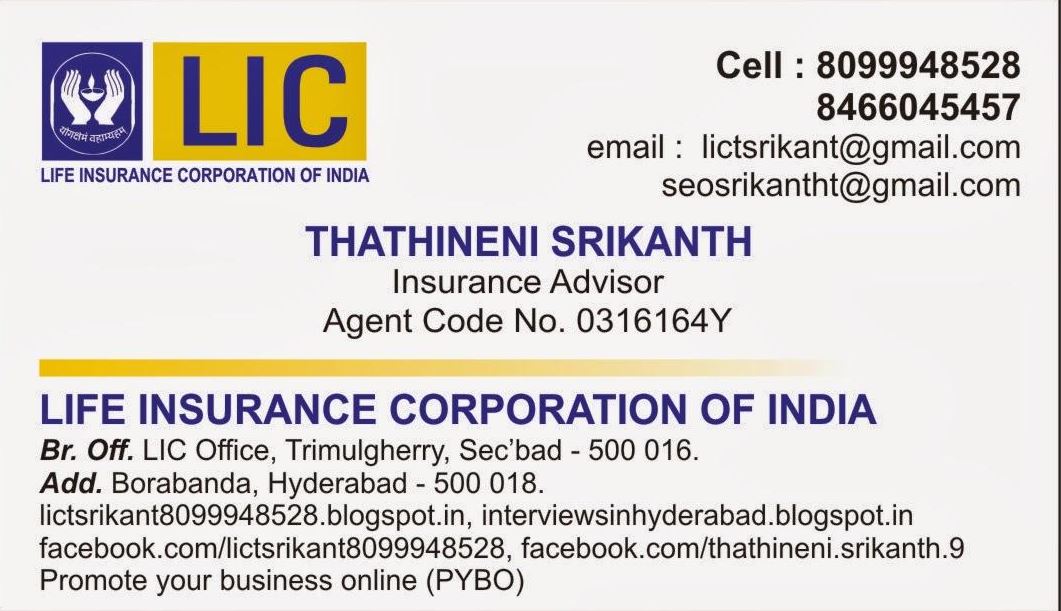 योगक्षेमं वहाम्यहम्
LIC
LIFE INSURANCE CORPORATION OF INDIA
Cell : 8099948528
8466045457
email : lictsrikant@gmail.com
seosrikantht@gmail.com
THATHINENI SRIKANTH
Insurance Advisor
Agent Code No. 0316164Y
LIFE INSURANCE CORPORATION OF INDIA
Br. Off. LIC Office, Trimulgherry, Sec'bad - 500 016.
Add. Borabanda, Hyderabad - 500 018.
lictsrikant8099948528.blogspot.in, interviewsinhyderabad.blogspot.in
facebook.com/lictsrikant8099948528, facebook.com/thathineni.srikanth.9
Promote your business online (PYBO)